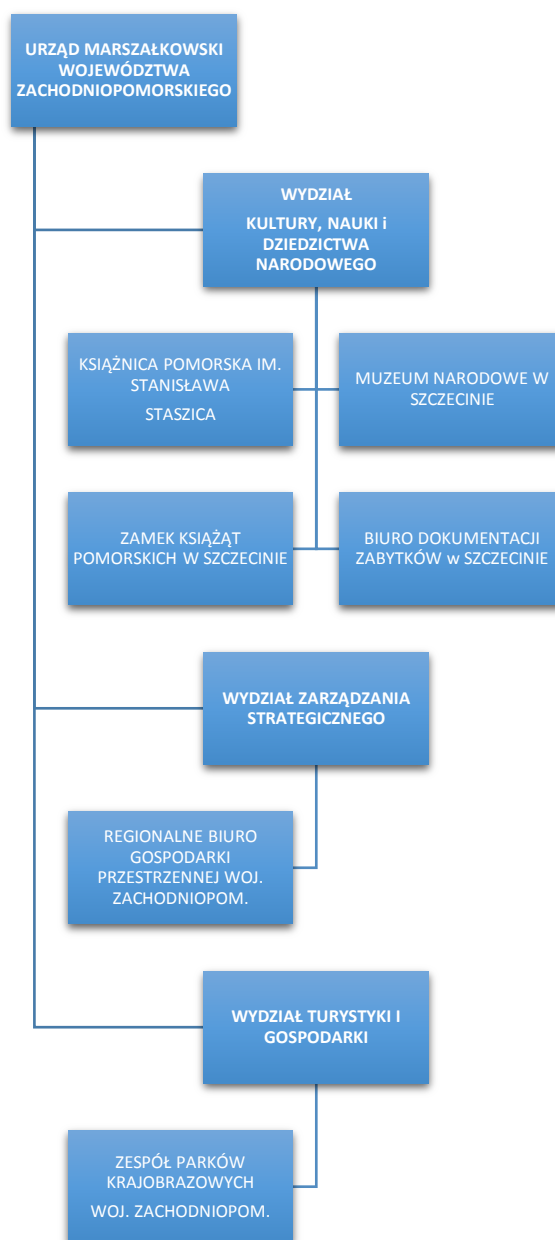 URZĄD MARSZAŁKOWSKI
WOJEWÓDZTWA
ZACHODNIOPOMORSKIEGO
WYDZIAŁ
KULTURY, NAUKI i
DZIEDZICTWA
NARODOWEGO
KSIĄŻNICA POMORSKA IM.
STANISŁAWA
STASZICA
MUZEUM NARODOWE W
SZCZECINIE
ZAMEK KSIĄŻĄT
POMORSKICH W SZCZECINIE
BIURO DOKUMENTACJI
ZABYTKÓW w SZCZECINIE
WYDZIAŁ ZARZĄDZANIA
STRATEGICZNEGO
REGIONALNE BIURO
GOSPODARKI
PRZESTRZENNEJ WOJ.
ZACHODNIOPOM.
WYDZIAŁ TURYSTYKI I
GOSPODARKI
ZESPÓŁ PARKÓW
KRAJOBRAZOWYCH
WOJ. ZACHODNIOPOM.